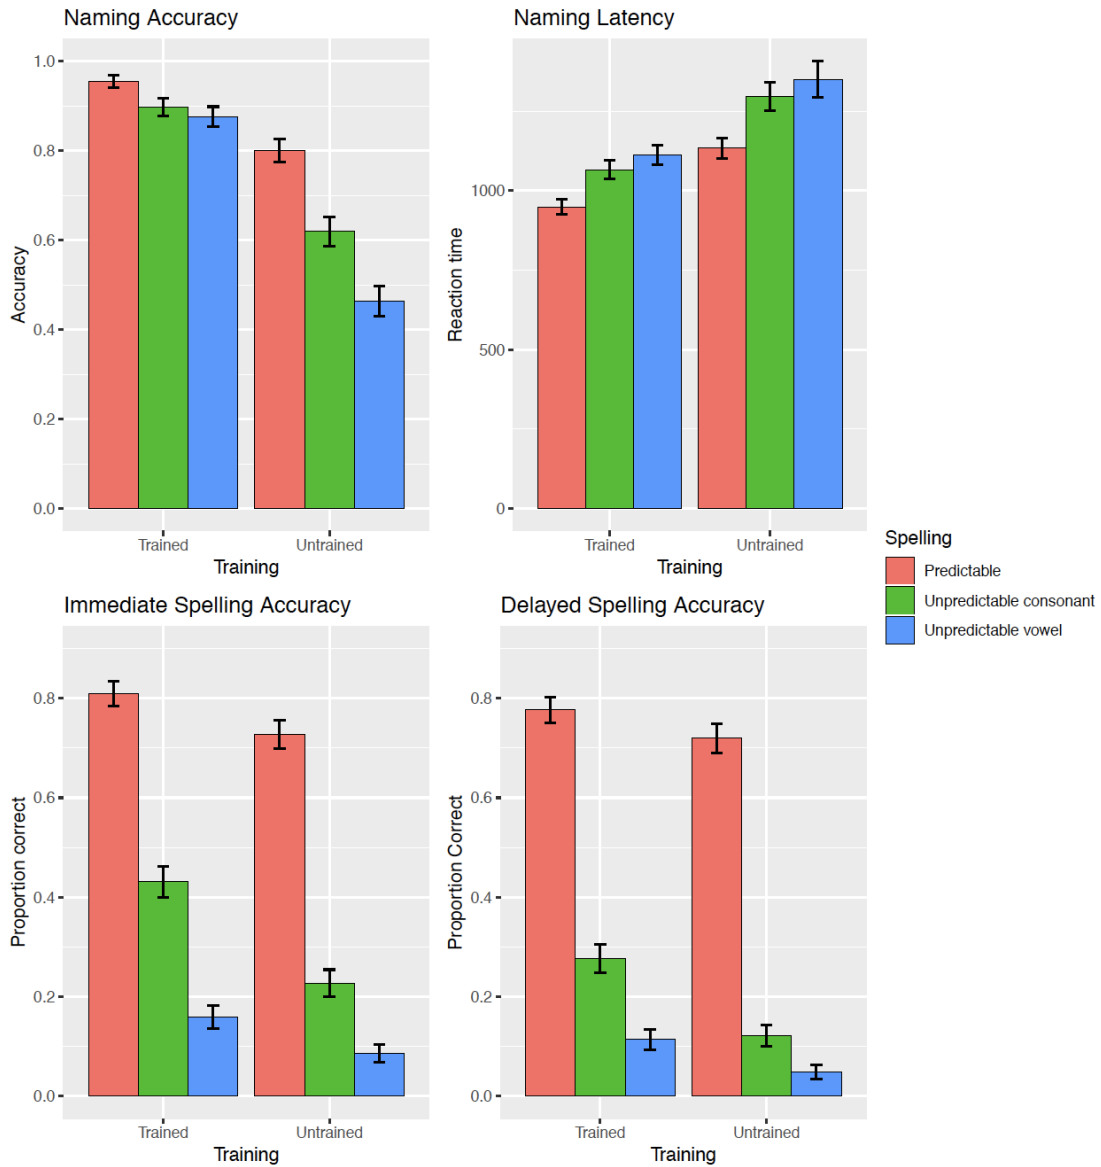 Naming Accuracy
Accuracy
1.0
0.8
0.6
0.4
0.2
0.0
Trained Untrained
Training
Naming Latency
Reaction time
1000
500
0
Trained Untrained
Training
Spelling
Predictable
Unpredictable consonant
Unpredictable vowel
Immediate Spelling Accuracy
Proportion correct
0.8
0.6
0.4
0.2
0.0
Trained Untrained
Training
Delayed Spelling Accuracy
Proportion Correct
0.8
0.6
0.4
0.2
0.0
Trained Untrained
Training